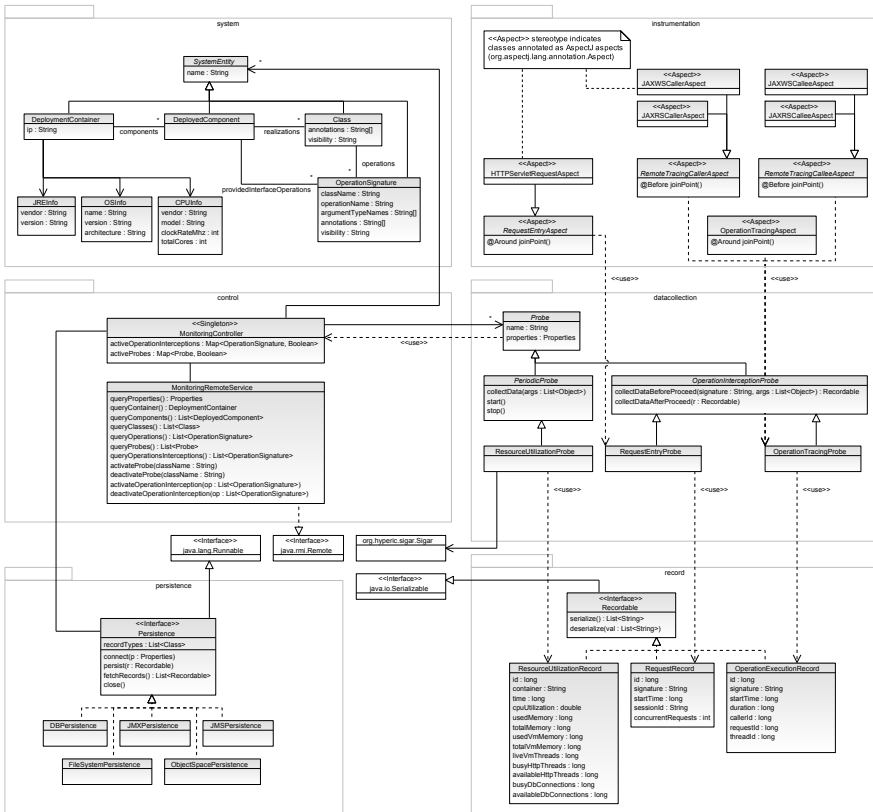 system
SystemEntity
name : String
*
DeploymentContainer
ip : String
components
*
DeployedComponent
realizations
*
Class
annotations : String[]
visibility : String
operations
providedInterfaceOperations
*
*
OperationSignature
className : String
operationName : String
argumentTypeNames : String[]
annotations : String[]
visibility : String
JREInfo
vendor : String
version : String
OSInfo
name : String
version : String
architecture : String
CPUInfo
vendor : String
model : String
clockRateMhz : int
totalCores : int
instrumentation
<<Aspect>> stereotype indicates
classes annotated as AspectJ aspects
(org.aspectj.lang.annotation.Aspect)
<<Aspect>>
JAXWSCallerAspect
<<Aspect>>
JAXWSCalleeAspect
<<Aspect>>
JAXRSCallerAspect
<<Aspect>>
JAXRSCalleeAspect
<<Aspect>>
HTTPServletRequestAspect
<<Aspect>>
RemoteTracingCallerAspect
@Before joinPoint()
<<Aspect>>
RemoteTracingCalleeAspect
@Before joinPoint()
<<Aspect>>
RequestEntryAspect
@Around joinPoint()
<<Aspect>>
OperationTracingAspect
@Around joinPoint()
<<use>>
<<use>>
control
<<Singleton>>
MonitoringController
activeOperationInterceptions : Map<OperationSignature, Boolean>
activeProbes : Map<Probe, Boolean>
MonitoringRemoteService
queryProperties() : Properties
queryContainer() : DeploymentContainer
queryComponents() : List<DeployedComponent>
queryClasses() : List<Class>
queryOperations() : List<OperationSignature>
queryProbes() : List<Probe>
queryOperationsInterceptions() : List<OperationSignature>
activateProbe(className : String)
deactivateProbe(className : String)
activateOperationInterception(op : List<OperationSignature>)
deactivateOperationInterception(op : List<OperationSignature>)
<<use>>
datacollection
*
Probe
name : String
properties : Properties
PeriodicProbe
collectData(args : List<Object>)
start()
stop()
OperationInterceptionProbe
collectDataBeforeProceed(signature : String, args : List<Object>) : Recordable
collectDataAfterProceed(r : Recordable)
ResourceUtilizationProbe
RequestEntryProbe
OperationTracingProbe
<<use>>
<<use>>
<<use>>
<<Interface>>
java.lang.Runnable
<<Interface>>
java.rmi.Remote
org.hyperic.sigar.Sigar
<<Interface>>
java.io.Serializable
persistence
<<Interface>>
Persistence
recordTypes : List<Class>
connect(p : Properties)
persist(r : Recordable)
fetchRecords() : List<Recordable>
close()
DBPersistence
JMXPersistence
JMSPersistence
FileSystemPersistence
ObjectSpacePersistence
record
<<Interface>>
Recordable
serialize() : List<String>
deserialize(val : List<String>)
ResourceUtilizationRecord
id : long
container : String
time : long
cpuUtilization : double
usedMemory : long
totalMemory : long
usedVmMemory : long
totalVmMemory : long
liveVmThreads : long
busyHttpThreads : long
availableHttpThreads : long
busyDbConnections : long
availableDbConnections : long
RequestRecord
id : long
signature : String
startTime : long
sessionId : String
concurrentRequests : int
OperationExecutionRecord
id : long
signature : String
startTime : long
duration : long
callerId : long
requestId : long
threadId : long